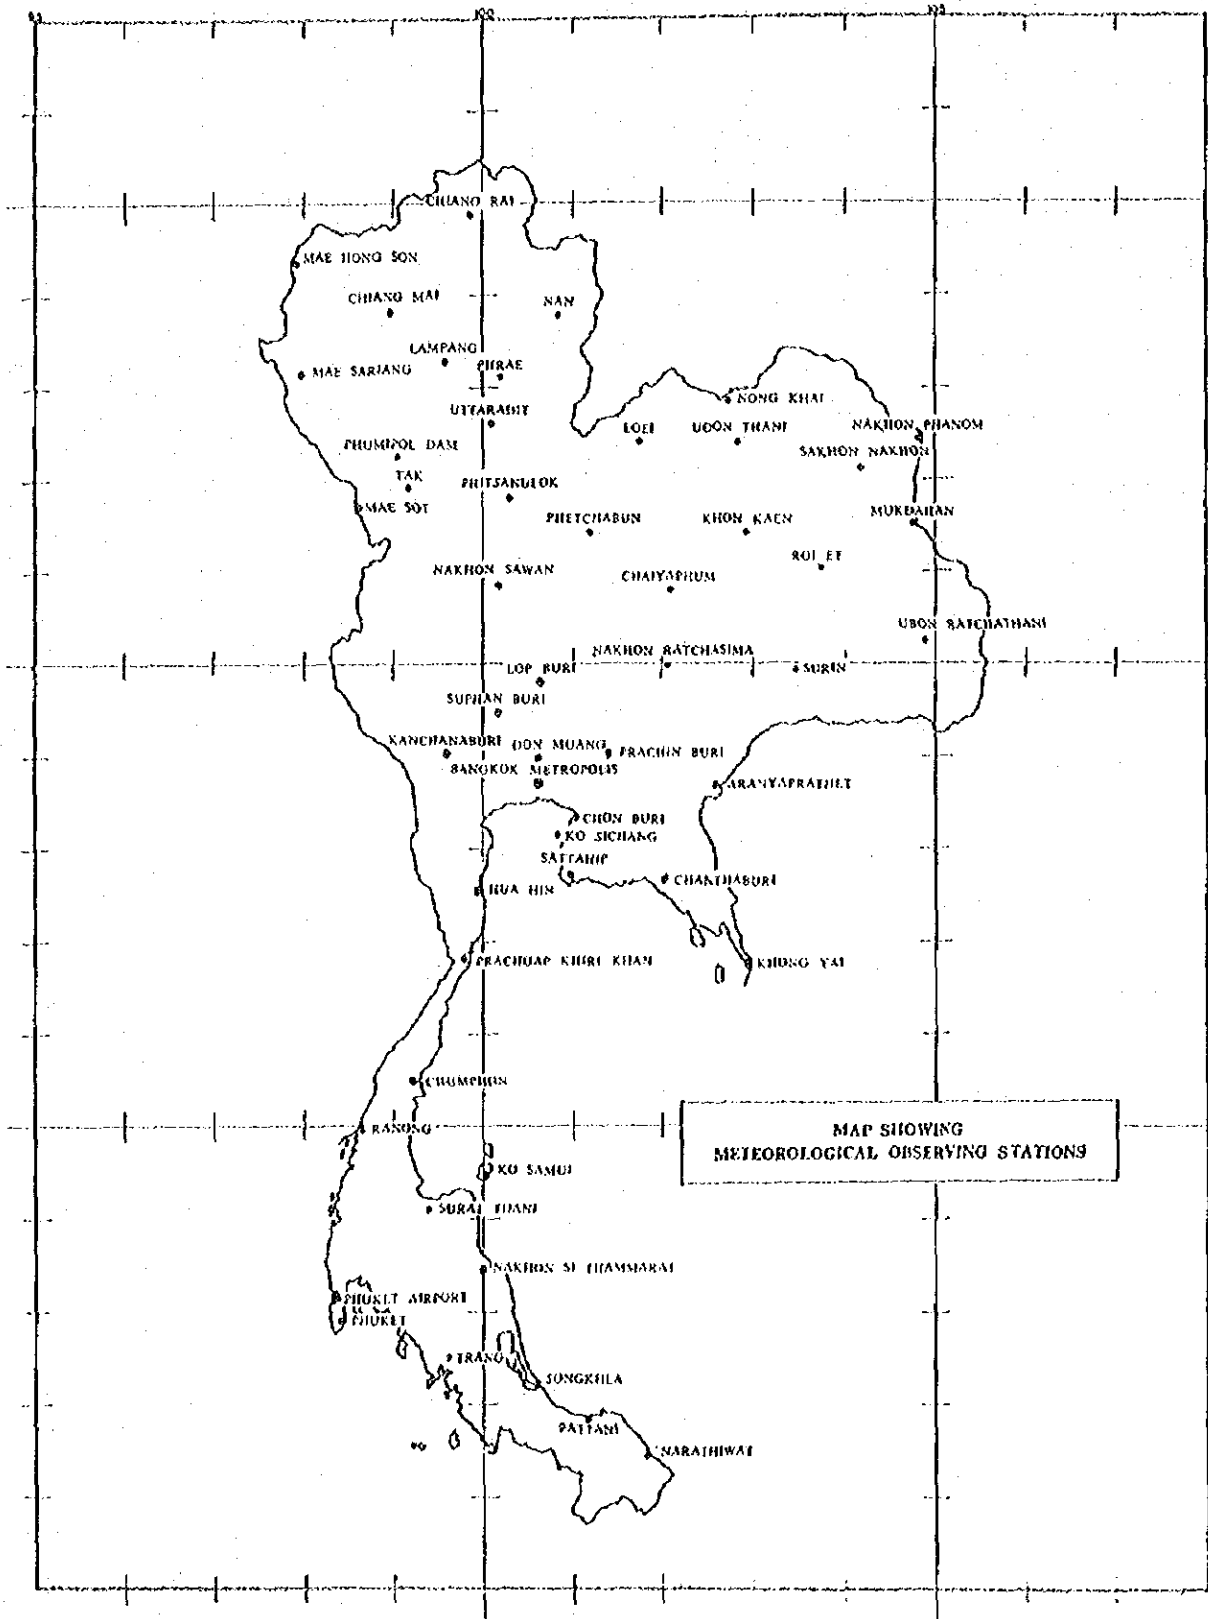 95
100
105
CHIANG RAI
MAE HONG SON
CHIANG MAI
NAN
LAMPANG
PHRAE
MAE SARIANG
NONG KHAI
UTTARADIT
LOEI
UDON THANI
NAKHON PHANOM
PHUMIPOL DAM
SAKHON NAKHON
TAK
PHITSANULOK
MAE SOT
PHETCHABUN
KHON KAEN
MUKDAHAN
ROI ET
NAKHON SAWAN
CHAIYAPHUM
UBON RATCHATHANI
NAKHON RATCHASIMA
LOP BURI
SURIN
SUPHAN BURI
KANCHANABURI
DON MUANG
PRACHIN BURI
BANGKOK METROPOLIS
ARANYAPRATHET
CHON BURI
KO SICHANG
SATTAHIP
CHANTHABURI
HUA HIN
PRACHUAP KHIRI KHAN
KHLONG YAI
CHUMPHON
RANONG
MAP SHOWING
METEOROLOGICAL OBSERVING STATIONS
KO SAMUI
SURAT THANI
NAKHON SI THAMMARAT
PHUKET AIRPORT
PHUKET
TRANG
SONGKHLA
PATTANI
NARATHIWAT